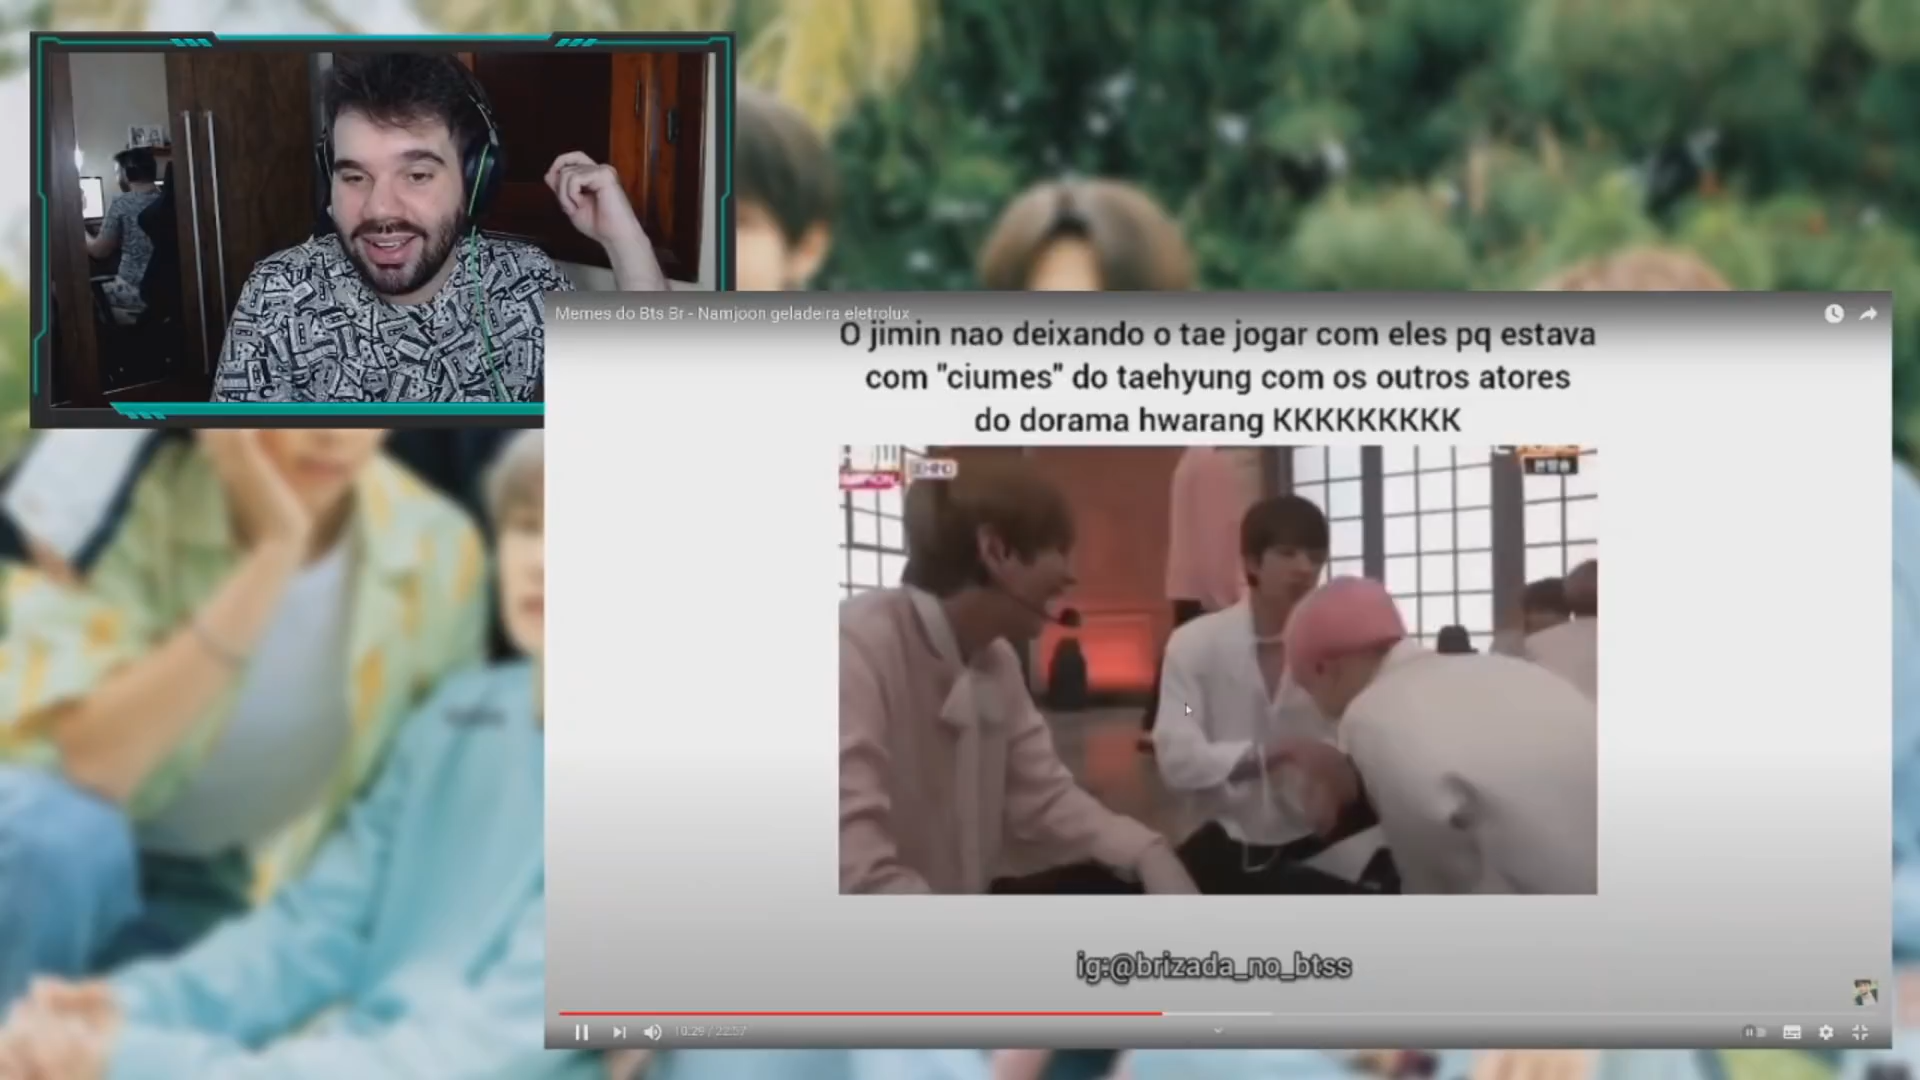 Memes do Bts Br - Namjoon geladeira eletrolux
O jimin nao deixando o tae jogar com eles pq estava
com "ciumes" do taehyung com os outros atores
do dorama hwarang KKKKKKKKK
BEHIND
ig:@brizada_no_btss
10:29 / 22:57